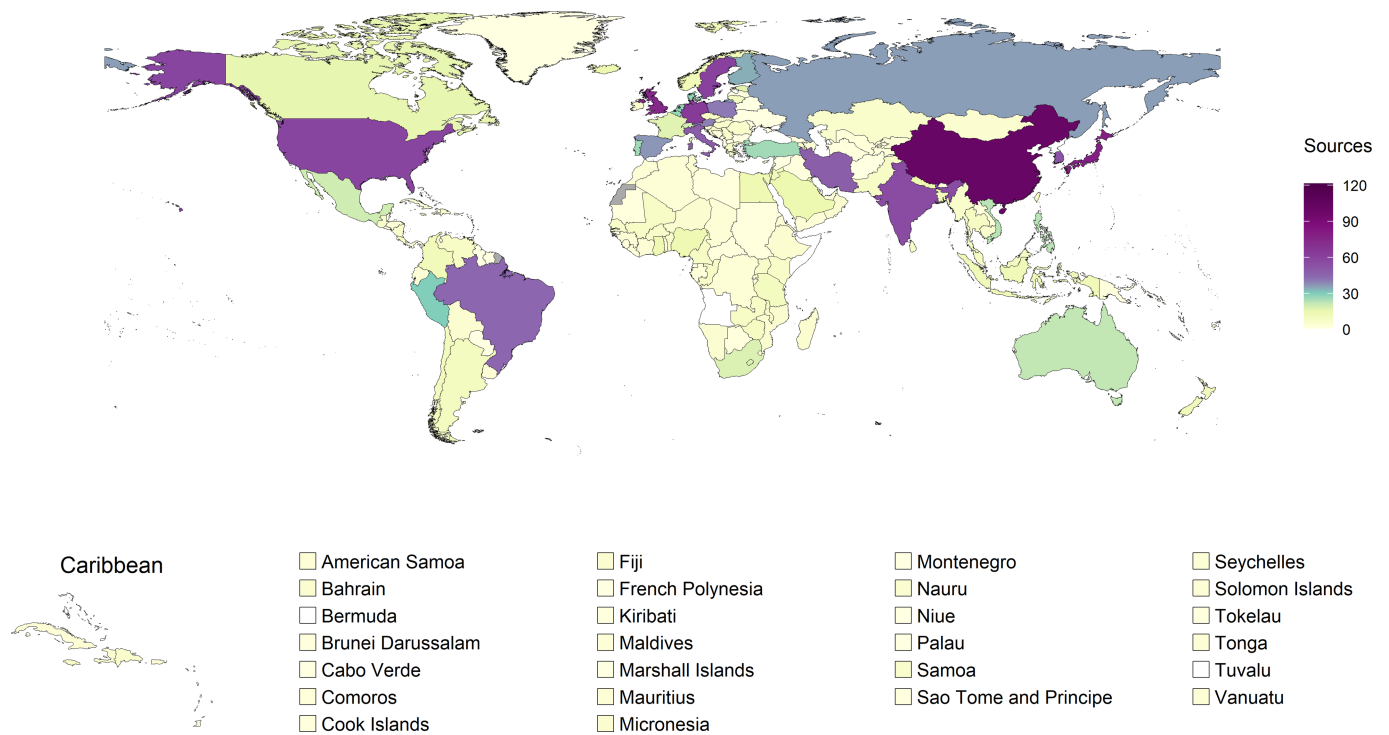 Sources
120
90
60
30
0
Caribbean
American Samoa
Bahrain
Bermuda
Brunei Darussalam
Cabo Verde
Comoros
Cook Islands
Fiji
French Polynesia
Kiribati
Maldives
Marshall Islands
Mauritius
Micronesia
Montenegro
Nauru
Niue
Palau
Samoa
Sao Tome and Principe
Seychelles
Solomon Islands
Tokelau
Tonga
Tuvalu
Vanuatu